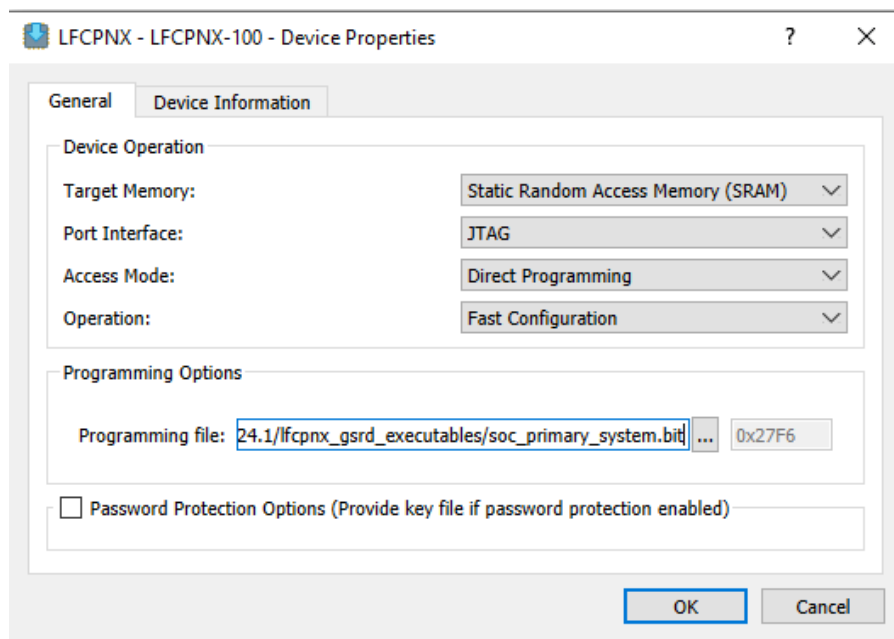 LFCPNX - LFCPNX-100 - Device Properties ? ×
General Device Information
Device Operation
Target Memory: Static Random Access Memory (SRAM)
Port Interface: JTAG
Access Mode: Direct Programming
Operation: Fast Configuration
Programming Options
Programming file: 24.1/lfcpnx_gsrd_executables/soc_primary_system.bit ... 0x27F6
Password Protection Options (Provide key file if password protection enabled)
OK Cancel